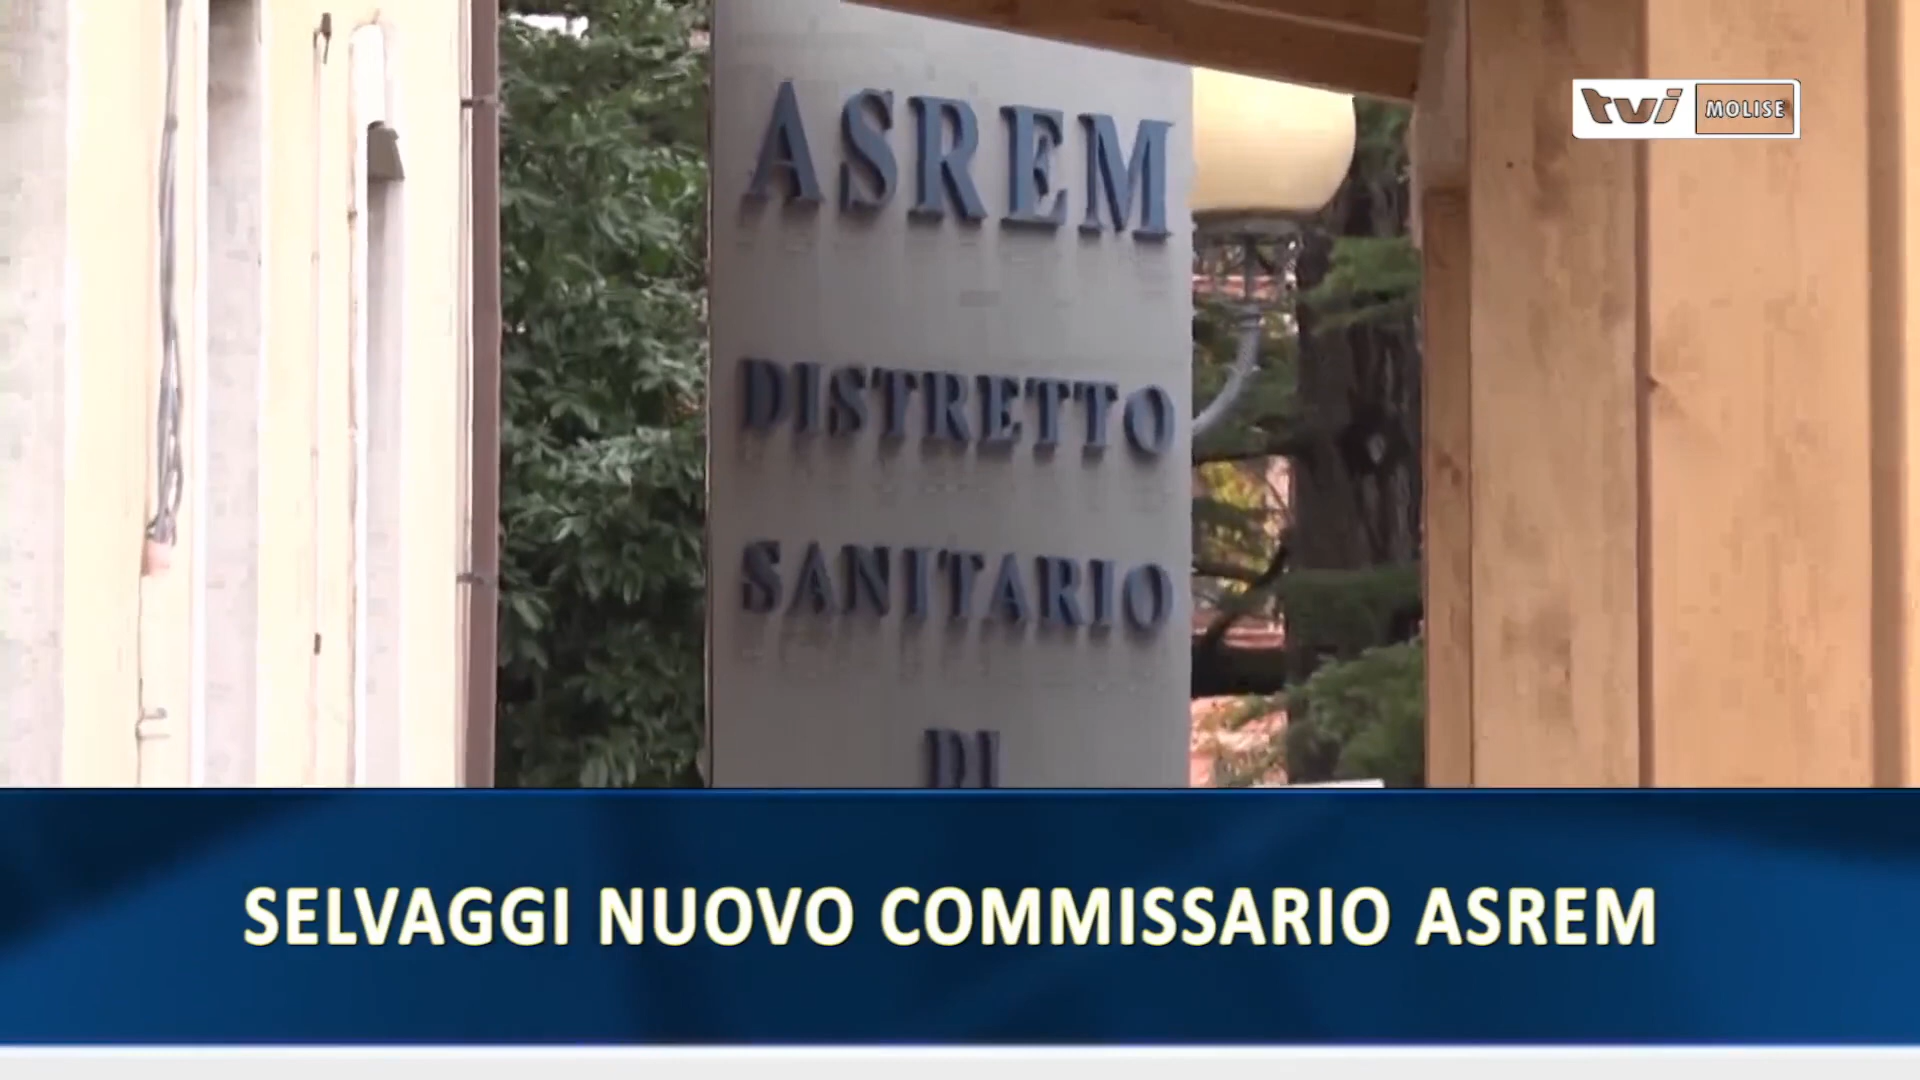 tvi MOLISE
ASREM
DISTRETTO
SANITARIO
DI
SELVAGGI NUOVO COMMISSARIO ASREM